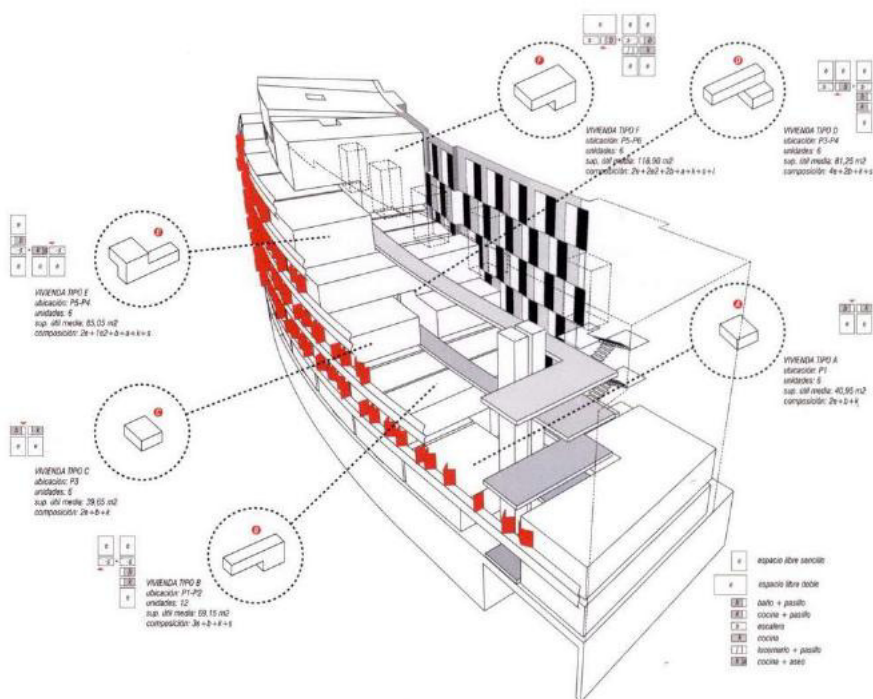 F
VIVIENDA TIPO F
ubicación: P5-P6
unidades: 6
sup. útil media: 118,90 m2
composición: 2e+2e2+2b+a+k+s+l
D
VIVIENDA TIPO D
ubicación: P3-P4
unidades: 6
sup. útil media: 81,25 m2
composición: 4e+2b+k+s
E
VIVIENDA TIPO E
ubicación: P5-P4
unidades: 6
sup. útil media: 85,05 m2
composición: 2e+1e2+b+a+k+s
A
VIVIENDA TIPO A
ubicación: P1
unidades: 6
sup. útil media: 40,95 m2
composición: 2e+b+k
C
VIVIENDA TIPO C
ubicación: P3
unidades: 6
sup. útil media: 39,65 m2
composición: 2e+b+k
B
VIVIENDA TIPO B
ubicación: P1-P2
unidades: 12
sup. útil media: 59,15 m2
composición: 3e+b+k+s
e espacio libre sencillo
e espacio libre doble
baño + pasillo
cocina + pasillo
s escalera
cocina
+ pasillo
cocina + aseo